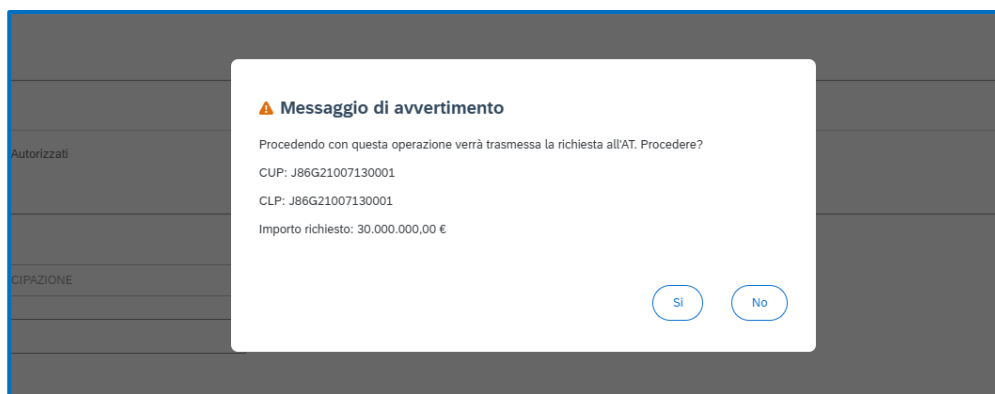 Messaggio di avvertimento
Procedendo con questa operazione verrà trasmessa la richiesta all'AT. Procedere?
Autorizzati
CUP: J86G21007130001
CLP: J86G21007130001
Importo richiesto: 30.000.000,00 €
CIPAZIONE
Si No